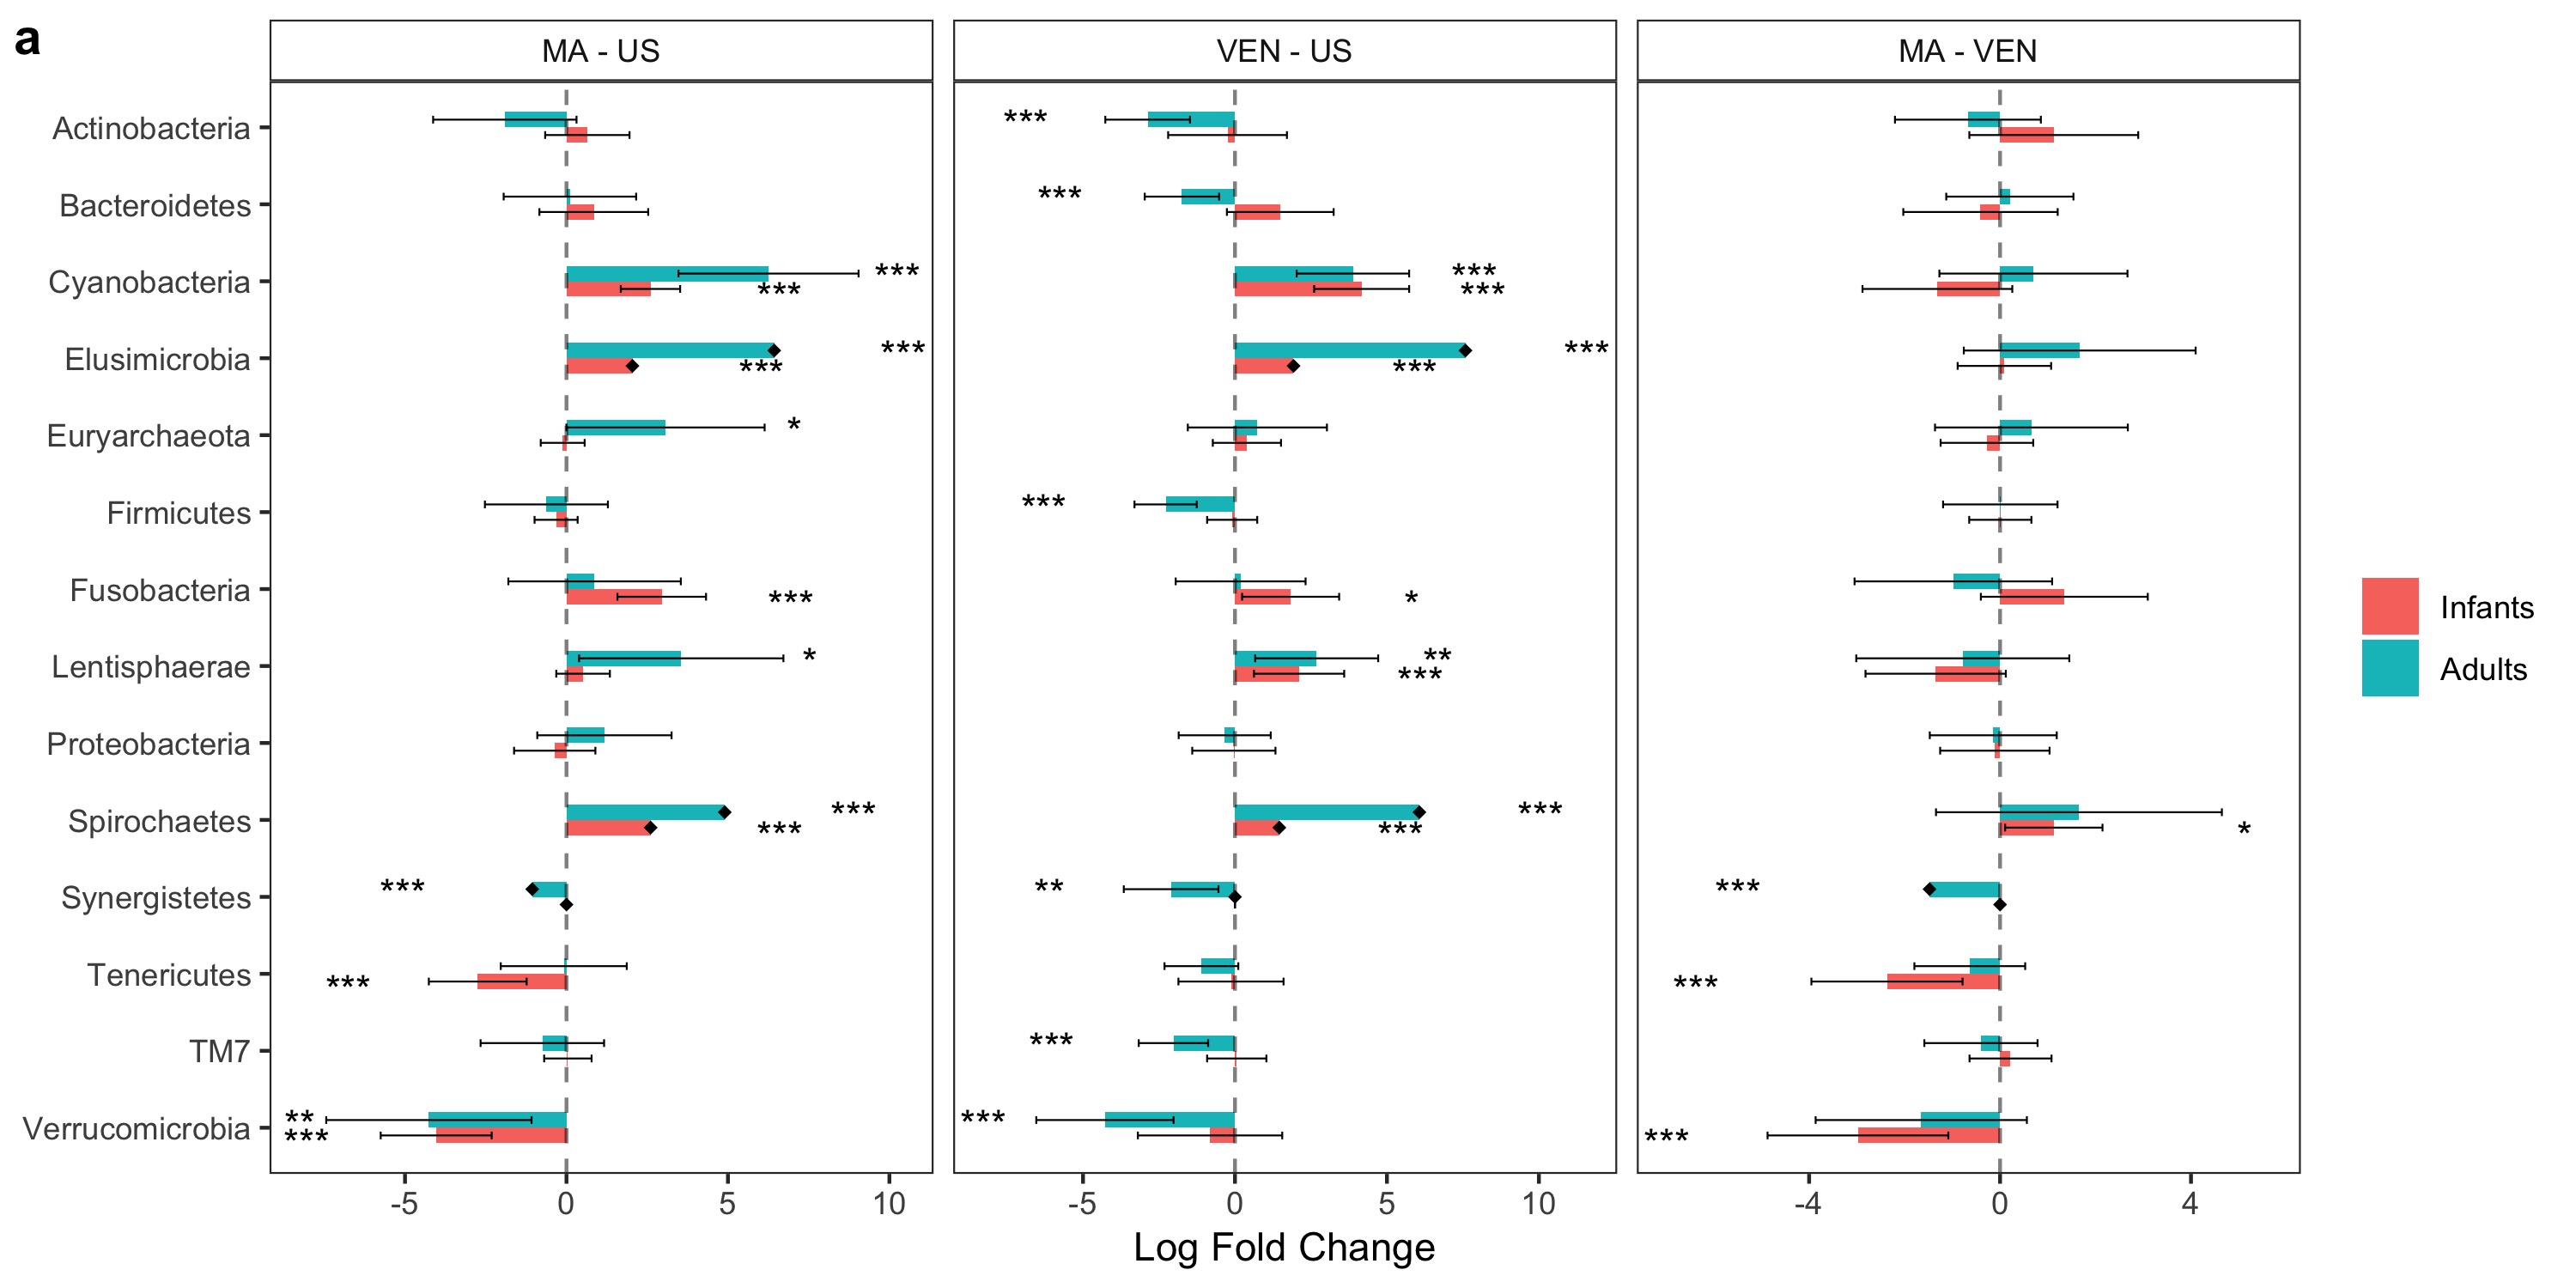 a
MA - US
VEN - US
MA - VEN
Actinobacteria
***
Bacteroidetes
***
Cyanobacteria
*** ***
*** ***
Elusimicrobia
*** ***
*** ***
Euryarchaeota
*
Firmicutes
***
Fusobacteria
*** *
Lentisphaerae
* **
***
Proteobacteria
Spirochaetes
*** ***
*** *** *
Synergistetes
*** ** ***
Tenericutes
*** ***
TM7
***
Verrucomicrobia
** ***
*** ***
-5 0 5 10
-5 0 5 10
-4 0 4
Log Fold Change
Infants
Adults